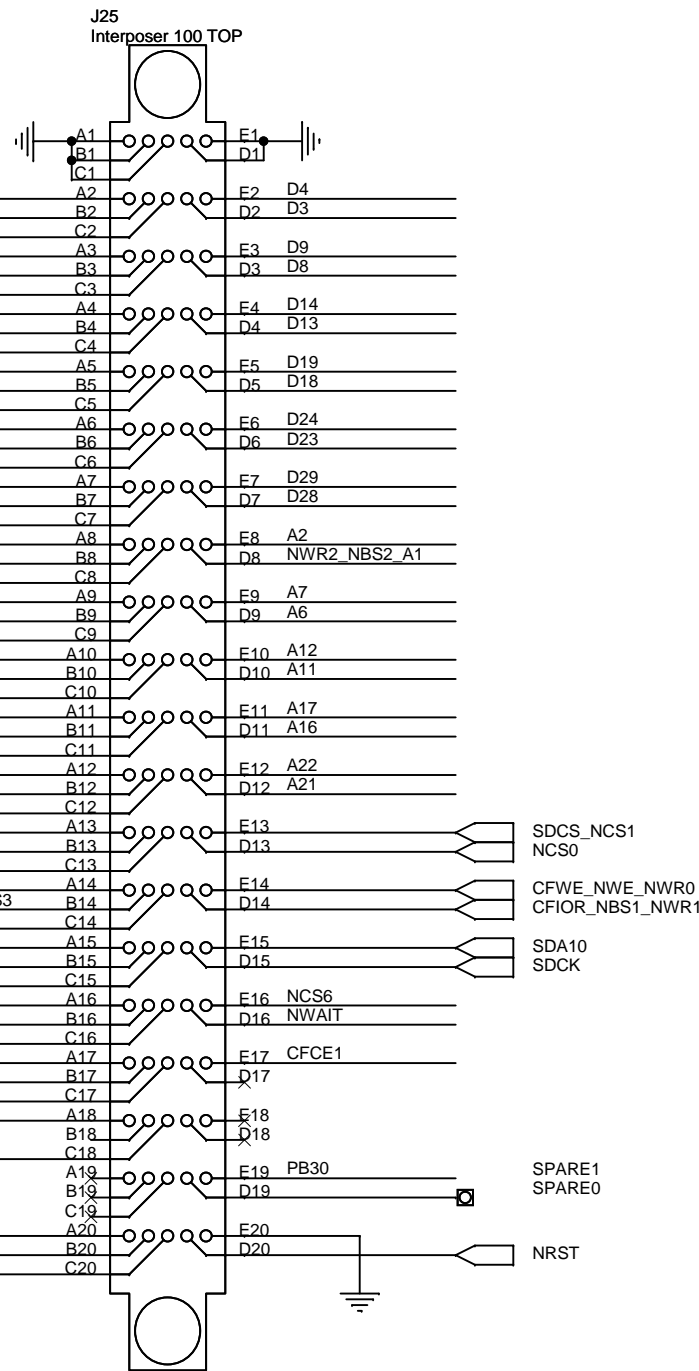 J25
Interposer 100 TOP
A1 E1
B1 D1
C1
A2 E2 D4
B2 D2 D3
C2
A3 E3 D9
B3 D3 D8
C3
A4 E4 D14
B4 D4 D13
C4
A5 E5 D19
B5 D5 D18
C5
A6 E6 D24
B6 D6 D23
C6
A7 E7 D29
B7 D7 D28
C7
A8 E8 A2
B8 D8 NWR2_NBS2_A1
C8
A9 E9 A7
B9 D9 A6
C9
A10 E10 A12
B10 D10 A11
C10
A11 E11 A17
B11 D11 A16
C11
A12 E12 A22
B12 D12 A21
C12
A13 E13 SDCS_NCS1
B13 D13 NCS0
C13
A14 E14 CFWE_NWE_NWR0
S3 B14 D14 CFIOR_NBS1_NWR1
C14
A15 E15 SDA10
B15 D15 SDCK
C15
A16 E16 NCS6
B16 D16 NWAIT
C16
A17 E17 CFCE1
B17 D17
C17
A18 E18
B18 D18
C18
A19 E19 PB30 SPARE1
B19 D19 SPARE0
C19
A20 E20
B20 D20 NRST
C20